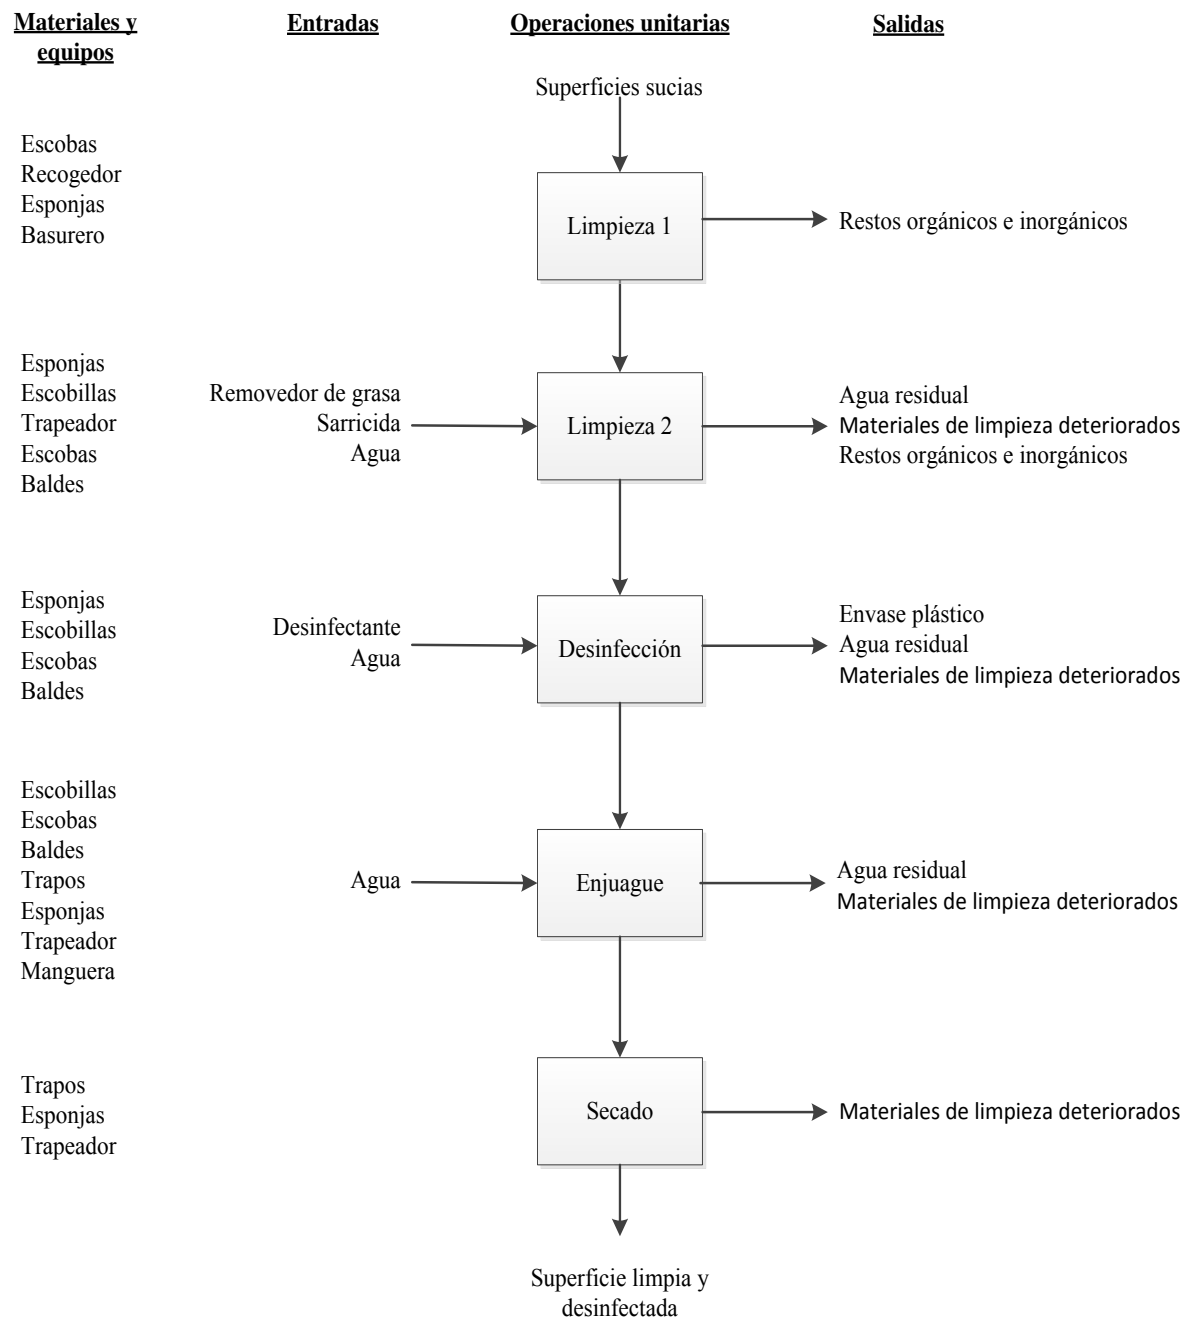 Materiales y
equipos
Entradas
Operaciones unitarias
Salidas
Superficies sucias
Escobas
Recogedor
Esponjas
Basurero
Limpieza 1
Restos orgánicos e inorgánicos
Esponjas
Escobillas
Trapeador
Escobas
Baldes
Removedor de grasa
Sarricida
Agua
Limpieza 2
Agua residual
Materiales de limpieza deteriorados
Restos orgánicos e inorgánicos
Esponjas
Escobillas
Escobas
Baldes
Desinfectante
Agua
Desinfección
Envase plástico
Agua residual
Materiales de limpieza deteriorados
Escobillas
Escobas
Baldes
Trapos
Esponjas
Trapeador
Manguera
Agua
Enjuague
Agua residual
Materiales de limpieza deteriorados
Trapos
Esponjas
Trapeador
Secado
Materiales de limpieza deteriorados
Superficie limpia y
desinfectada